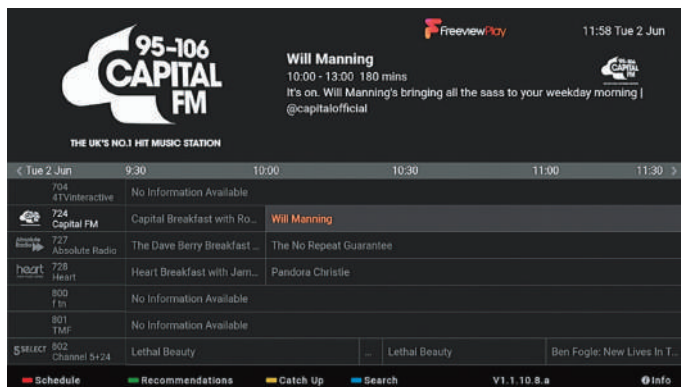 FreeviewPlay
11:58 Tue 2 Jun
95-106
CAPITAL
FM
THE UK'S NO.1 HIT MUSIC STATION
Will Manning
10:00 - 13:00 180 mins
It's on. Will Manning's bringing all the sass to your weekday morning |
@capitalofficial
95-106
CAPITAL
FM
< Tue 2 Jun 9:30 10:00 10:30 11:00 11:30 >
704
4TVinteractive
No Information Available
724
Capital FM
Capital Breakfast with Ro... Will Manning
Absolute Radio
727
Absolute Radio
The Dave Berry Breakfast ... The No Repeat Guarantee
heart
728
Heart
Heart Breakfast with Jam... Pandora Christie
800
f tn
No Information Available
801
TMF
No Information Available
5SELECT
802
Channel 5+24
Lethal Beauty ... Lethal Beauty Ben Fogle: New Lives In T...
Schedule Recommendations Catch Up Search V1.1.10.8.a Info